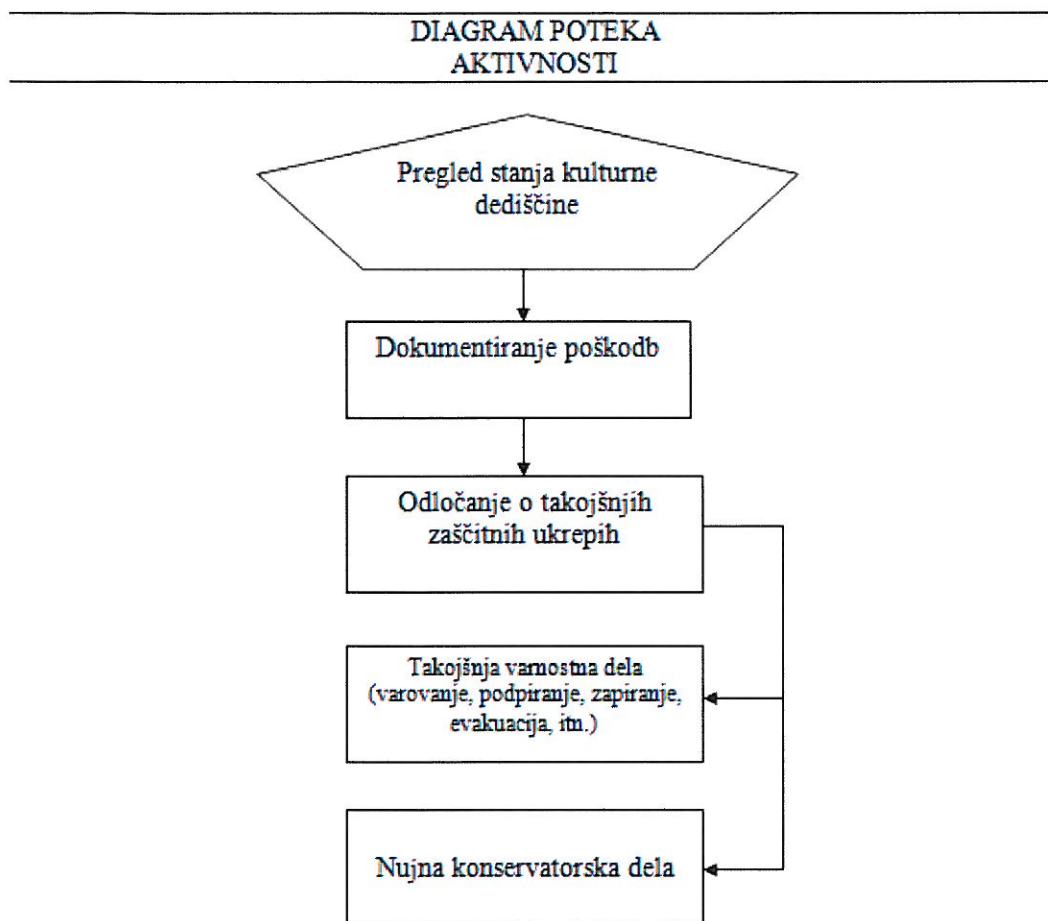 DIAGRAM POTEKA
AKTIVNOSTI
Pregled stanja kulturne
dediščine
Dokumentiranje poškodb
Odločanje o takojšnjih
zaščitnih ukrepih
Takojšnja varnostna dela
(varovanje, podpiranje, zapiranje,
evakuacija, itn.)
Nujna konservatorska dela